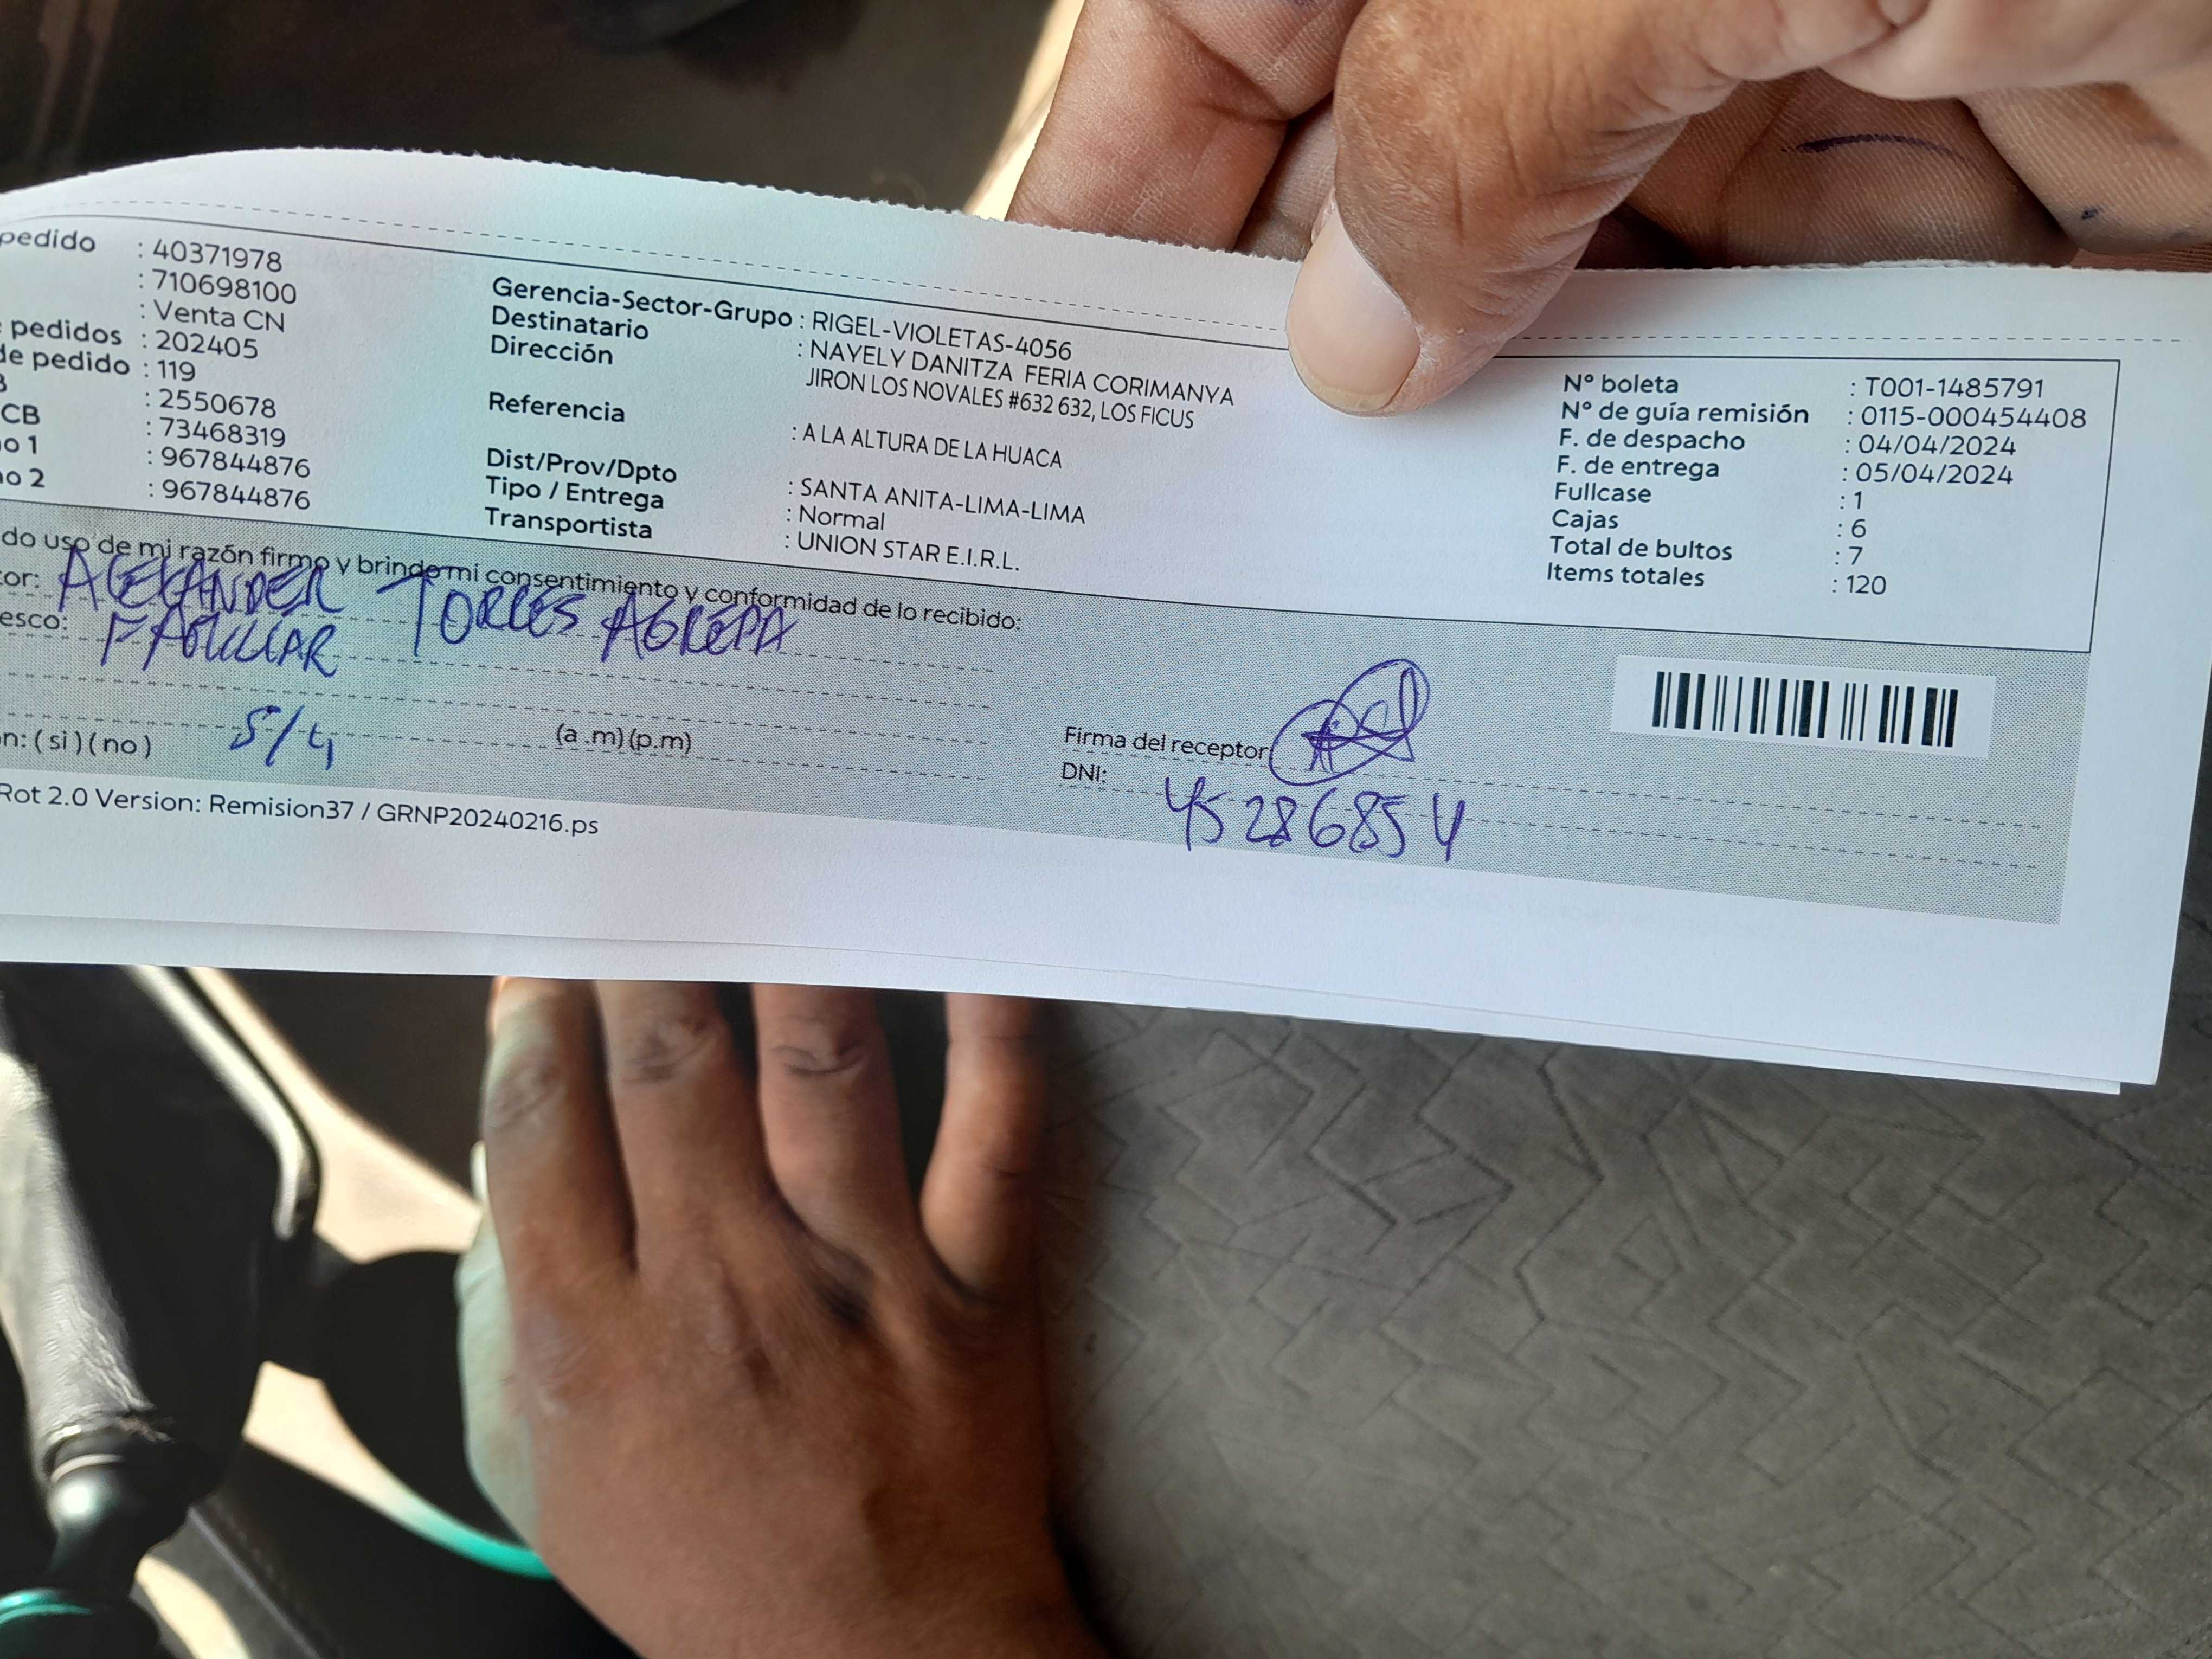 pedido : 40371978
: 710698100
: Venta CN
pedidos : 202405
de pedido : 119
: 2550678
CB : 73468319
no 1 : 967844876
no 2 : 967844876
Gerencia-Sector-Grupo : RIGEL-VIOLETAS-4056
Destinatario : NAYELY DANITZA FERIA CORIMANYA
Dirección JIRON LOS NOVALES #632 632, LOS FICUS
Referencia : A LA ALTURA DE LA HUACA
Dist/Prov/Dpto : SANTA ANITA-LIMA-LIMA
Tipo / Entrega : Normal
Transportista : UNION STAR E.I.R.L.
N° boleta : T001-1485791
N° de guía remisión : 0115-000454408
F. de despacho : 04/04/2024
F. de entrega : 05/04/2024
Fullcase : 1
Cajas : 6
Total de bultos : 7
Items totales : 120
do uso de mi razón firmo y brindo mi consentimiento y conformidad de lo recibido:
tor: ALEXANDER TORRES AGREDA
esco: FAMILIAR
n: ( si ) ( no ) 5/4 (a .m) (p.m)
Firma del receptor:
DNI: 45286854
Rot 2.0 Version: Remision37 / GRNP20240216.ps